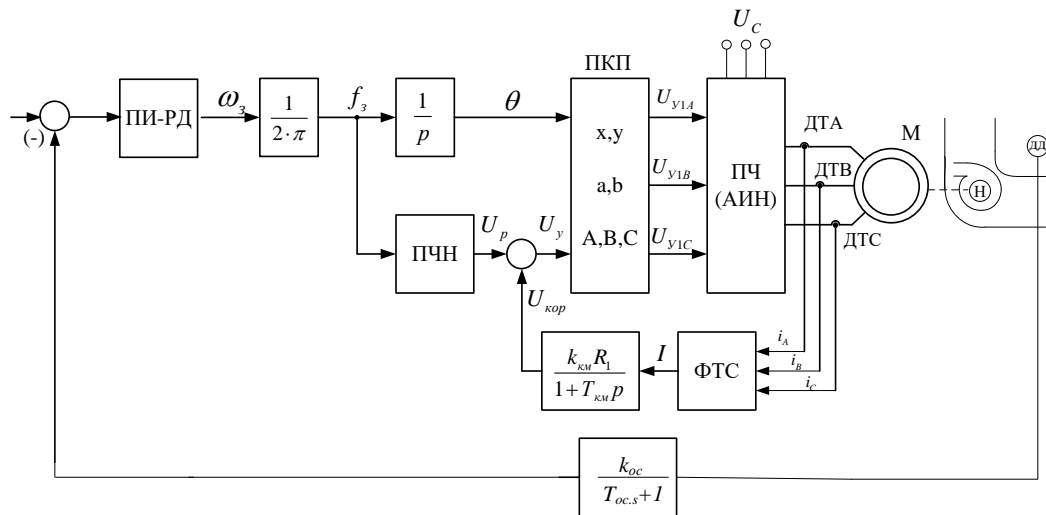 U_C
ПКП
ПИ-РД
ω_з
1
2·π
f_з
1
p
θ
x,y
a,b
A,B,C
U_У1A
U_У1B
U_У1C
ПЧ
(АИН)
ДТА
ДТВ
ДТС
М
Н
ДД
(-)
ПЧН
U_p
U_y
U_кор
k_км R_1
1+T_км p
I
ФТС
i_A
i_B
i_C
k_oc
T_oc.s+1